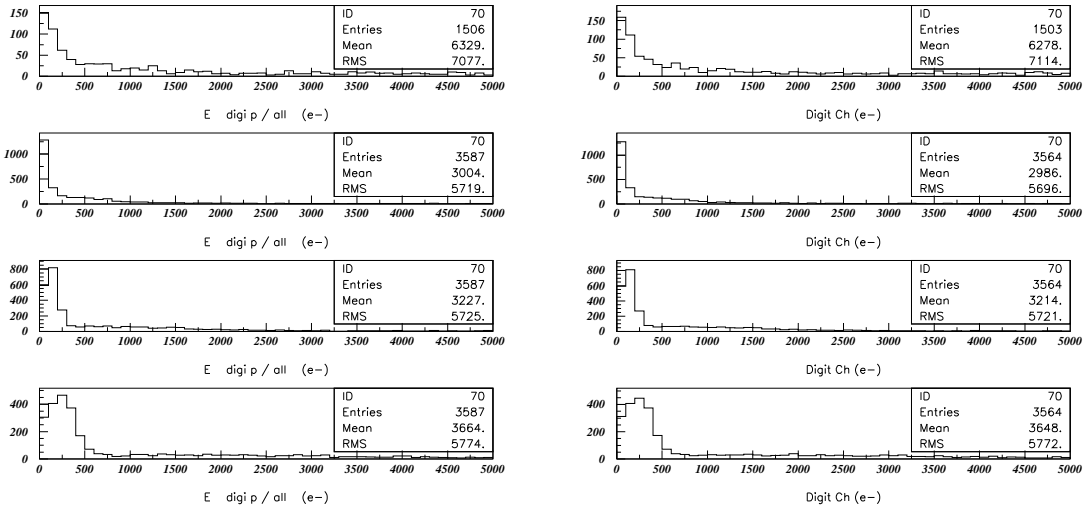 150
100
50
0
ID 70
Entries 1506
Mean 6329.
RMS 7077.
0 500 1000 1500 2000 2500 3000 3500 4000 4500 5000
E digi p / all (e-)
150
100
50
0
ID 70
Entries 1503
Mean 6278.
RMS 7114.
0 500 1000 1500 2000 2500 3000 3500 4000 4500 5000
Digit Ch (e-)
1000
500
0
ID 70
Entries 3587
Mean 3004.
RMS 5719.
0 500 1000 1500 2000 2500 3000 3500 4000 4500 5000
E digi p / all (e-)
1000
500
0
ID 70
Entries 3564
Mean 2986.
RMS 5696.
0 500 1000 1500 2000 2500 3000 3500 4000 4500 5000
Digit Ch (e-)
800
600
400
200
0
ID 70
Entries 3587
Mean 3227.
RMS 5725.
0 500 1000 1500 2000 2500 3000 3500 4000 4500 5000
E digi p / all (e-)
800
600
400
200
0
ID 70
Entries 3564
Mean 3214.
RMS 5721.
0 500 1000 1500 2000 2500 3000 3500 4000 4500 5000
Digit Ch (e-)
400
200
0
ID 70
Entries 3587
Mean 3664.
RMS 5774.
0 500 1000 1500 2000 2500 3000 3500 4000 4500 5000
E digi p / all (e-)
400
200
0
ID 70
Entries 3564
Mean 3648.
RMS 5772.
0 500 1000 1500 2000 2500 3000 3500 4000 4500 5000
Digit Ch (e-)